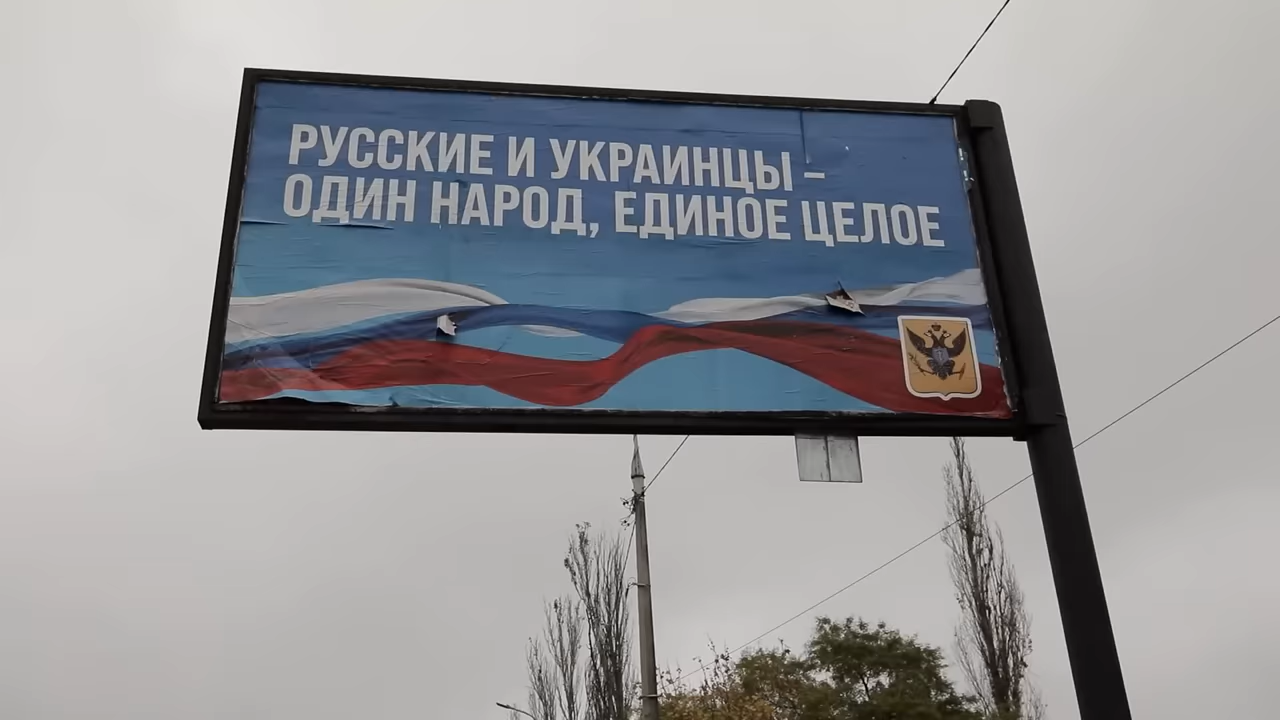 РУССКИЕ И УКРАИНЦЫ –
ОДИН НАРОД, ЕДИНОЕ ЦЕЛОЕ